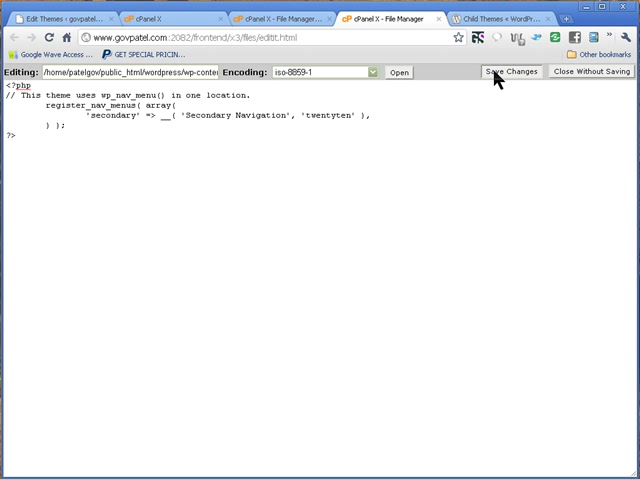 Edit Themes ‹ govpatel...
cPanel X
cPanel X - File Manager...
cPanel X - File Manager
Child Themes « WordPr...
www.govpatel.com:2082/frontend/x3/files/editit.html
Google Wave Access ...
GET SPECIAL PRICIN...
Other bookmarks
Editing: /home/patelgov/public_html/wordpress/wp-conter Encoding: iso-8859-1 Open Save Changes Close Without Saving
<?php
// This theme uses wp_nav_menu() in one location.
register_nav_menus( array(
'secondary' => __( 'Secondary Navigation', 'twentyten' ),
) );
?>